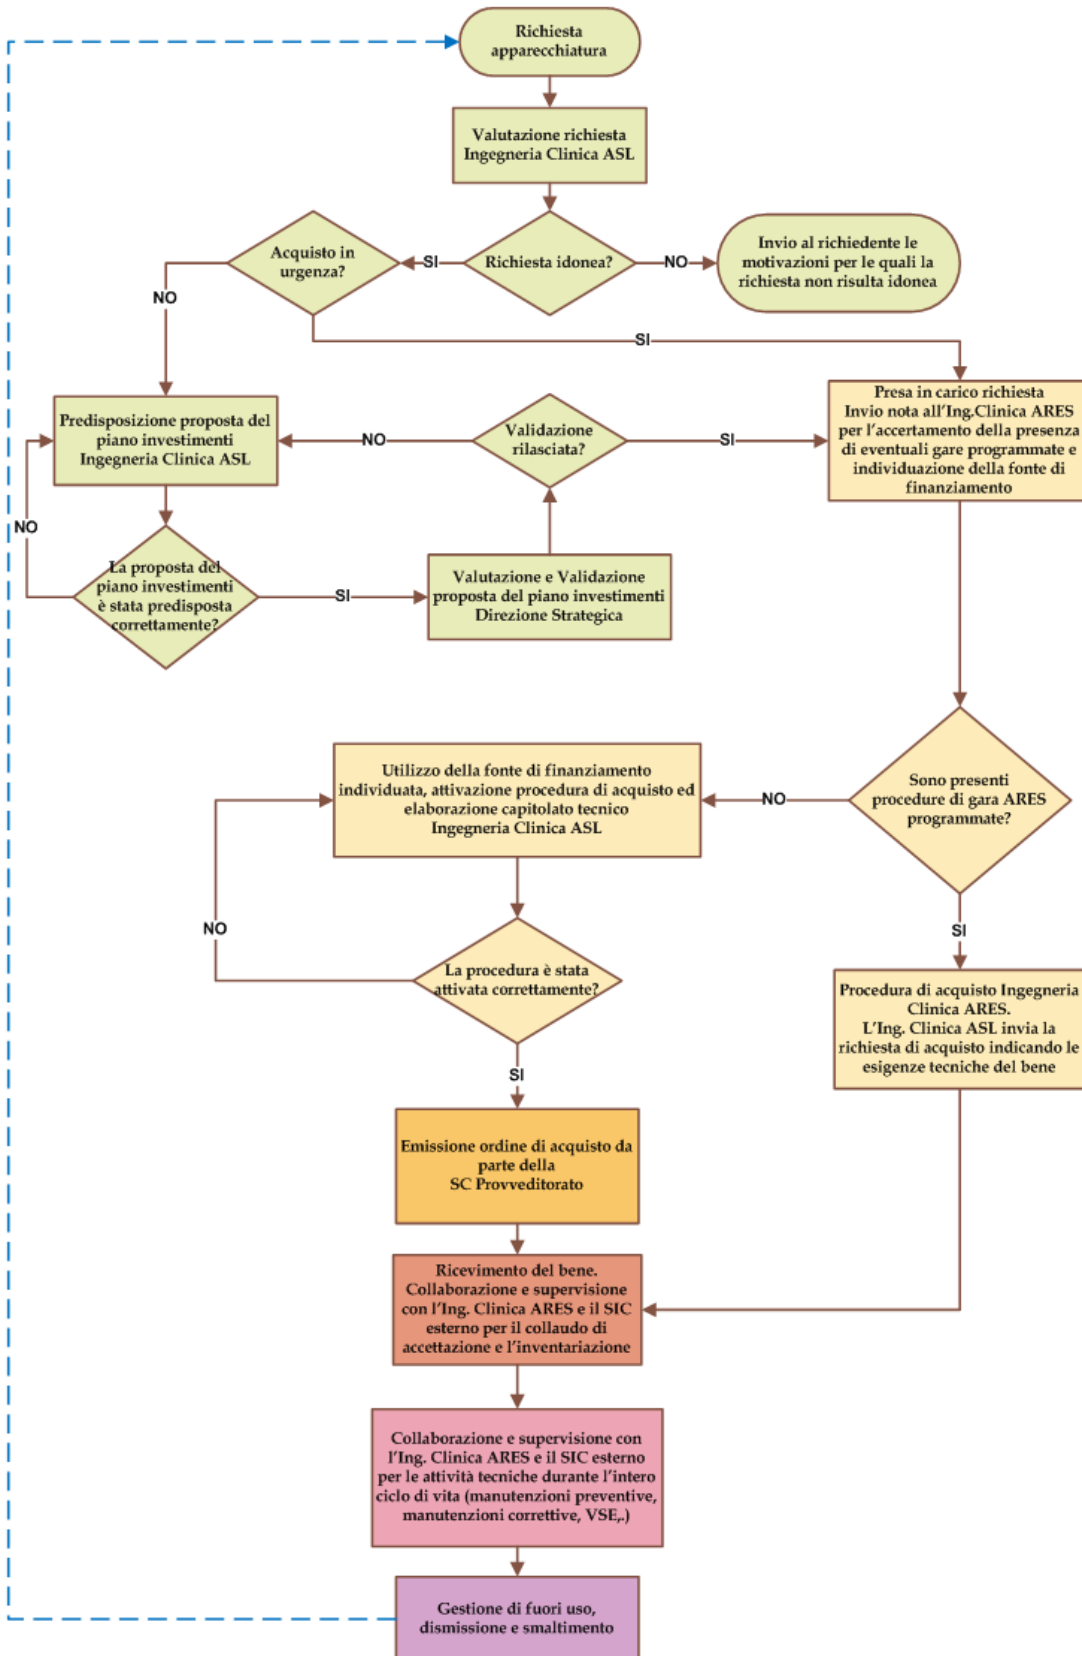 Richiesta
apparecchiatura
Valutazione richiesta
Ingegneria Clinica ASL
Acquisto in
urgenza?
SI
Richiesta idonea?
NO
Invio al richiedente le
motivazioni per le quali la
richiesta non risulta idonea
NO
SI
Predisposizione proposta del
piano investimenti
Ingegneria Clinica ASL
NO
Validazione
rilasciata?
SI
Presa in carico richiesta
Invio nota all'Ing.Clinica ARES
per l'accertamento della presenza
di eventuali gare programmate e
individuazione della fonte di
finanziamento
NO
La proposta del
piano investimenti
è stata predisposta
correttamente?
SI
Valutazione e Validazione
proposta del piano investimenti
Direzione Strategica
Utilizzo della fonte di finanziamento
individuata, attivazione procedura di acquisto ed
elaborazione capitolato tecnico
Ingegneria Clinica ASL
NO
Sono presenti
procedure di gara ARES
programmate?
NO
SI
La procedura è stata
attivata correttamente?
Procedura di acquisto Ingegneria
Clinica ARES.
L'Ing. Clinica ASL invia la
richiesta di acquisto indicando le
esigenze tecniche del bene
SI
Emissione ordine di acquisto da
parte della
SC Provveditorato
Ricevimento del bene.
Collaborazione e supervisione
con l'Ing. Clinica ARES e il SIC
esterno per il collaudo di
accettazione e l'inventariazione
Collaborazione e supervisione con
l'Ing. Clinica ARES e il SIC esterno
per le attività tecniche durante l'intero
ciclo di vita (manutenzioni preventive,
manutenzioni correttive, VSE,.)
Gestione di fuori uso,
dismissione e smaltimento